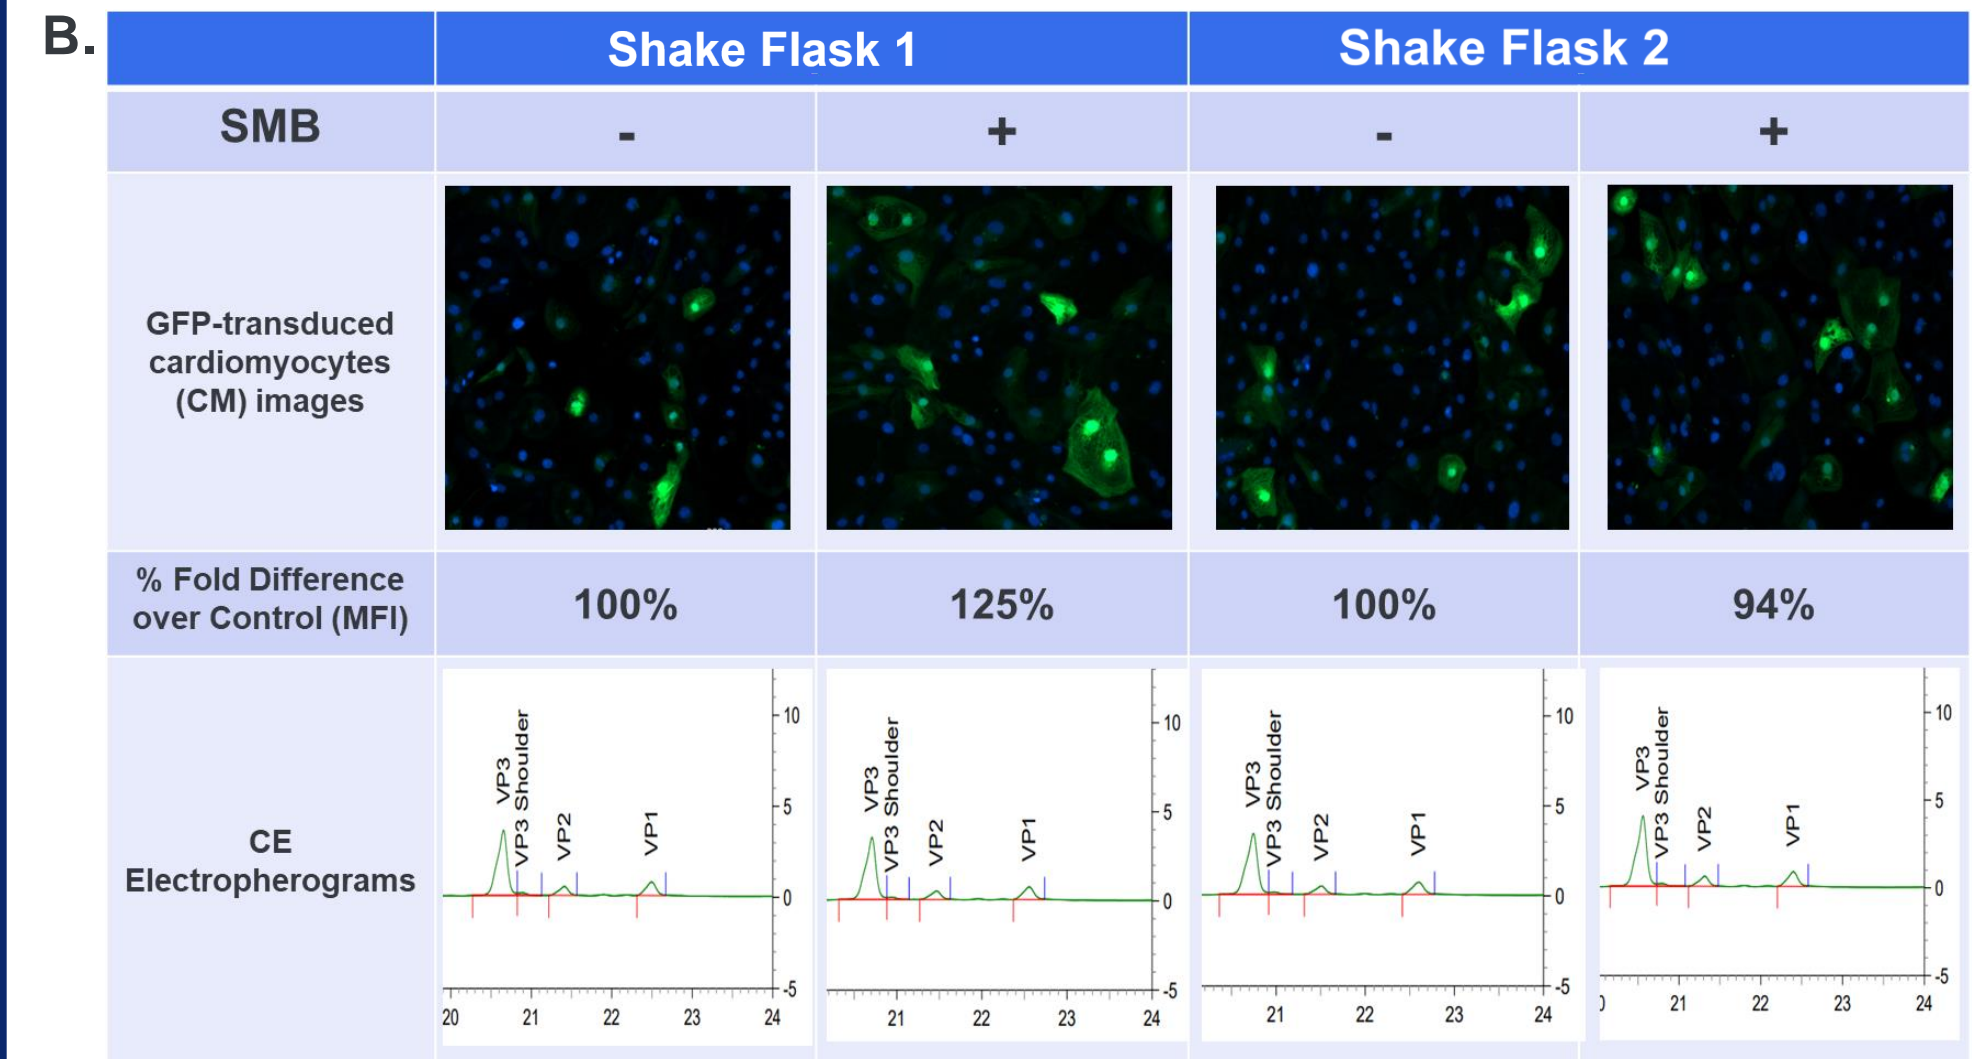 B.
Shake Flask 1
Shake Flask 2
SMB
-
+
-
+
GFP-transduced
cardiomyocytes
(CM) images
% Fold Difference
over Control (MFI)
100%
125%
100%
94%
CE
Electropherograms
VP3
VP3 Shoulder
VP2
VP1
10
5
0
-5
20 21 22 23 24
VP3
VP3 Shoulder
VP2
VP1
10
5
0
-5
21 22 23 24
VP3
VP3 Shoulder
VP2
VP1
10
5
0
-5
21 22 23 24
VP3
VP3 Shoulder
VP2
VP1
10
5
0
-5
21 22 23 24